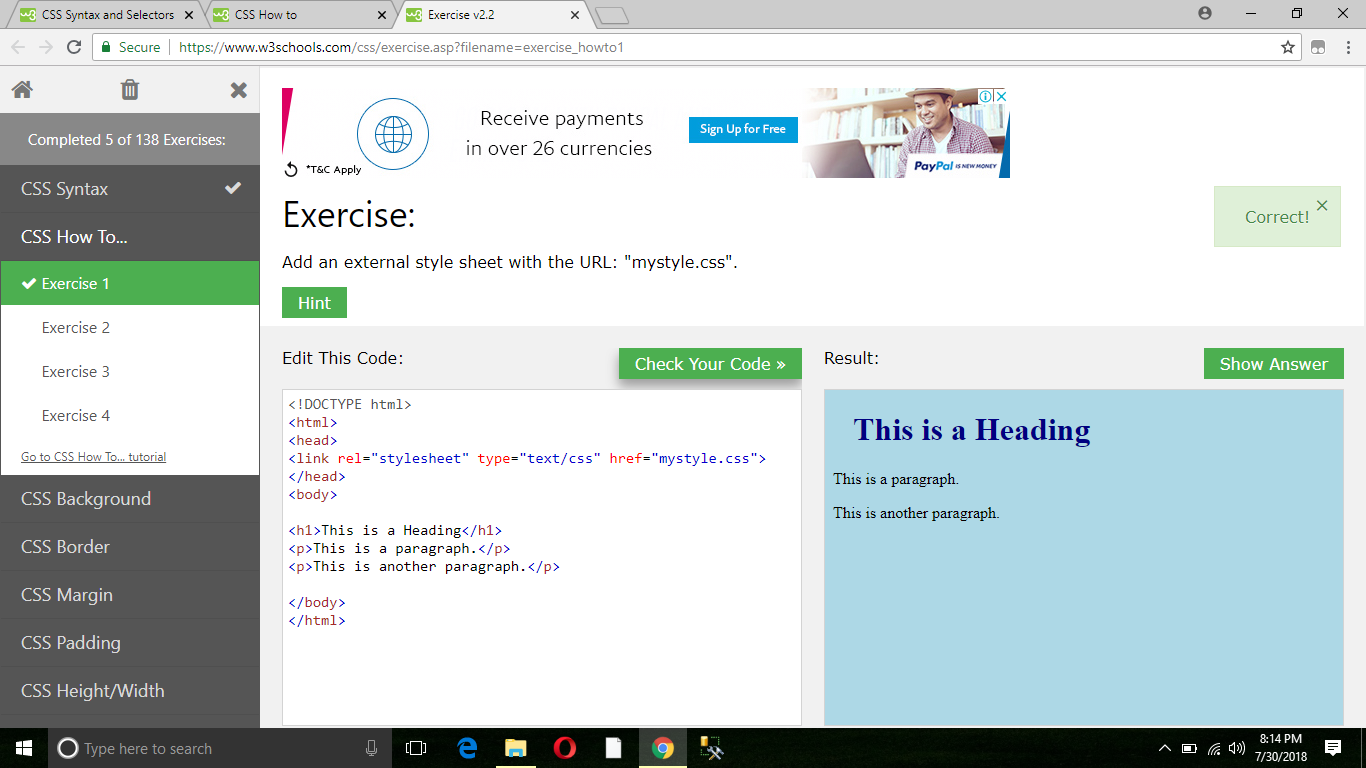 CSS Syntax and Selectors
CSS How to
Exercise v2.2
Secure
https://www.w3schools.com/css/exercise.asp?filename=exercise_howto1
Completed 5 of 138 Exercises:
CSS Syntax
CSS How To...
Exercise 1
Exercise 2
Exercise 3
Exercise 4
Go to CSS How To... tutorial
CSS Background
CSS Border
CSS Margin
CSS Padding
CSS Height/Width
*T&C Apply
Receive payments
in over 26 currencies
Sign Up for Free
PayPal IS NEW MONEY
Exercise:
Correct!
Add an external style sheet with the URL: "mystyle.css".
Hint
Edit This Code:
Check Your Code »
<!DOCTYPE html>
<html>
<head>
<link rel="stylesheet" type="text/css" href="mystyle.css">
</head>
<body>
<h1>This is a Heading</h1>
<p>This is a paragraph.</p>
<p>This is another paragraph.</p>
</body>
</html>
Result:
Show Answer
This is a Heading
This is a paragraph.
This is another paragraph.
Type here to search
8:14 PM
7/30/2018